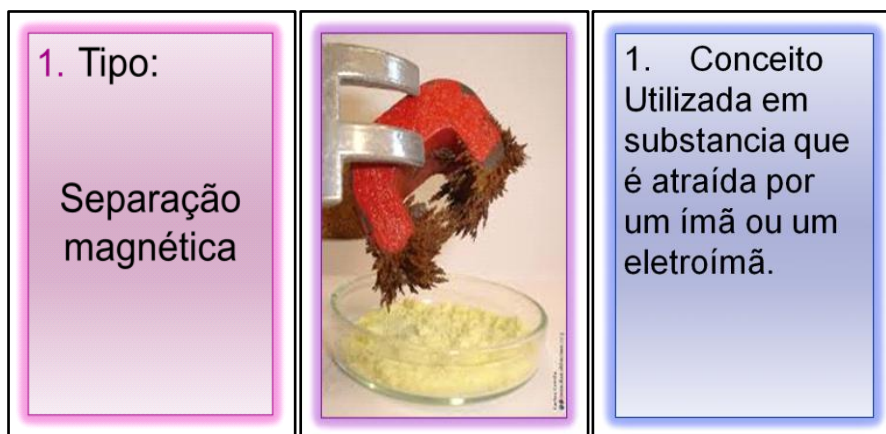 1. Tipo:
Separação
magnética
1. Conceito
Utilizada em
substancia que
é atraída por
um ímã ou um
eletroímã.